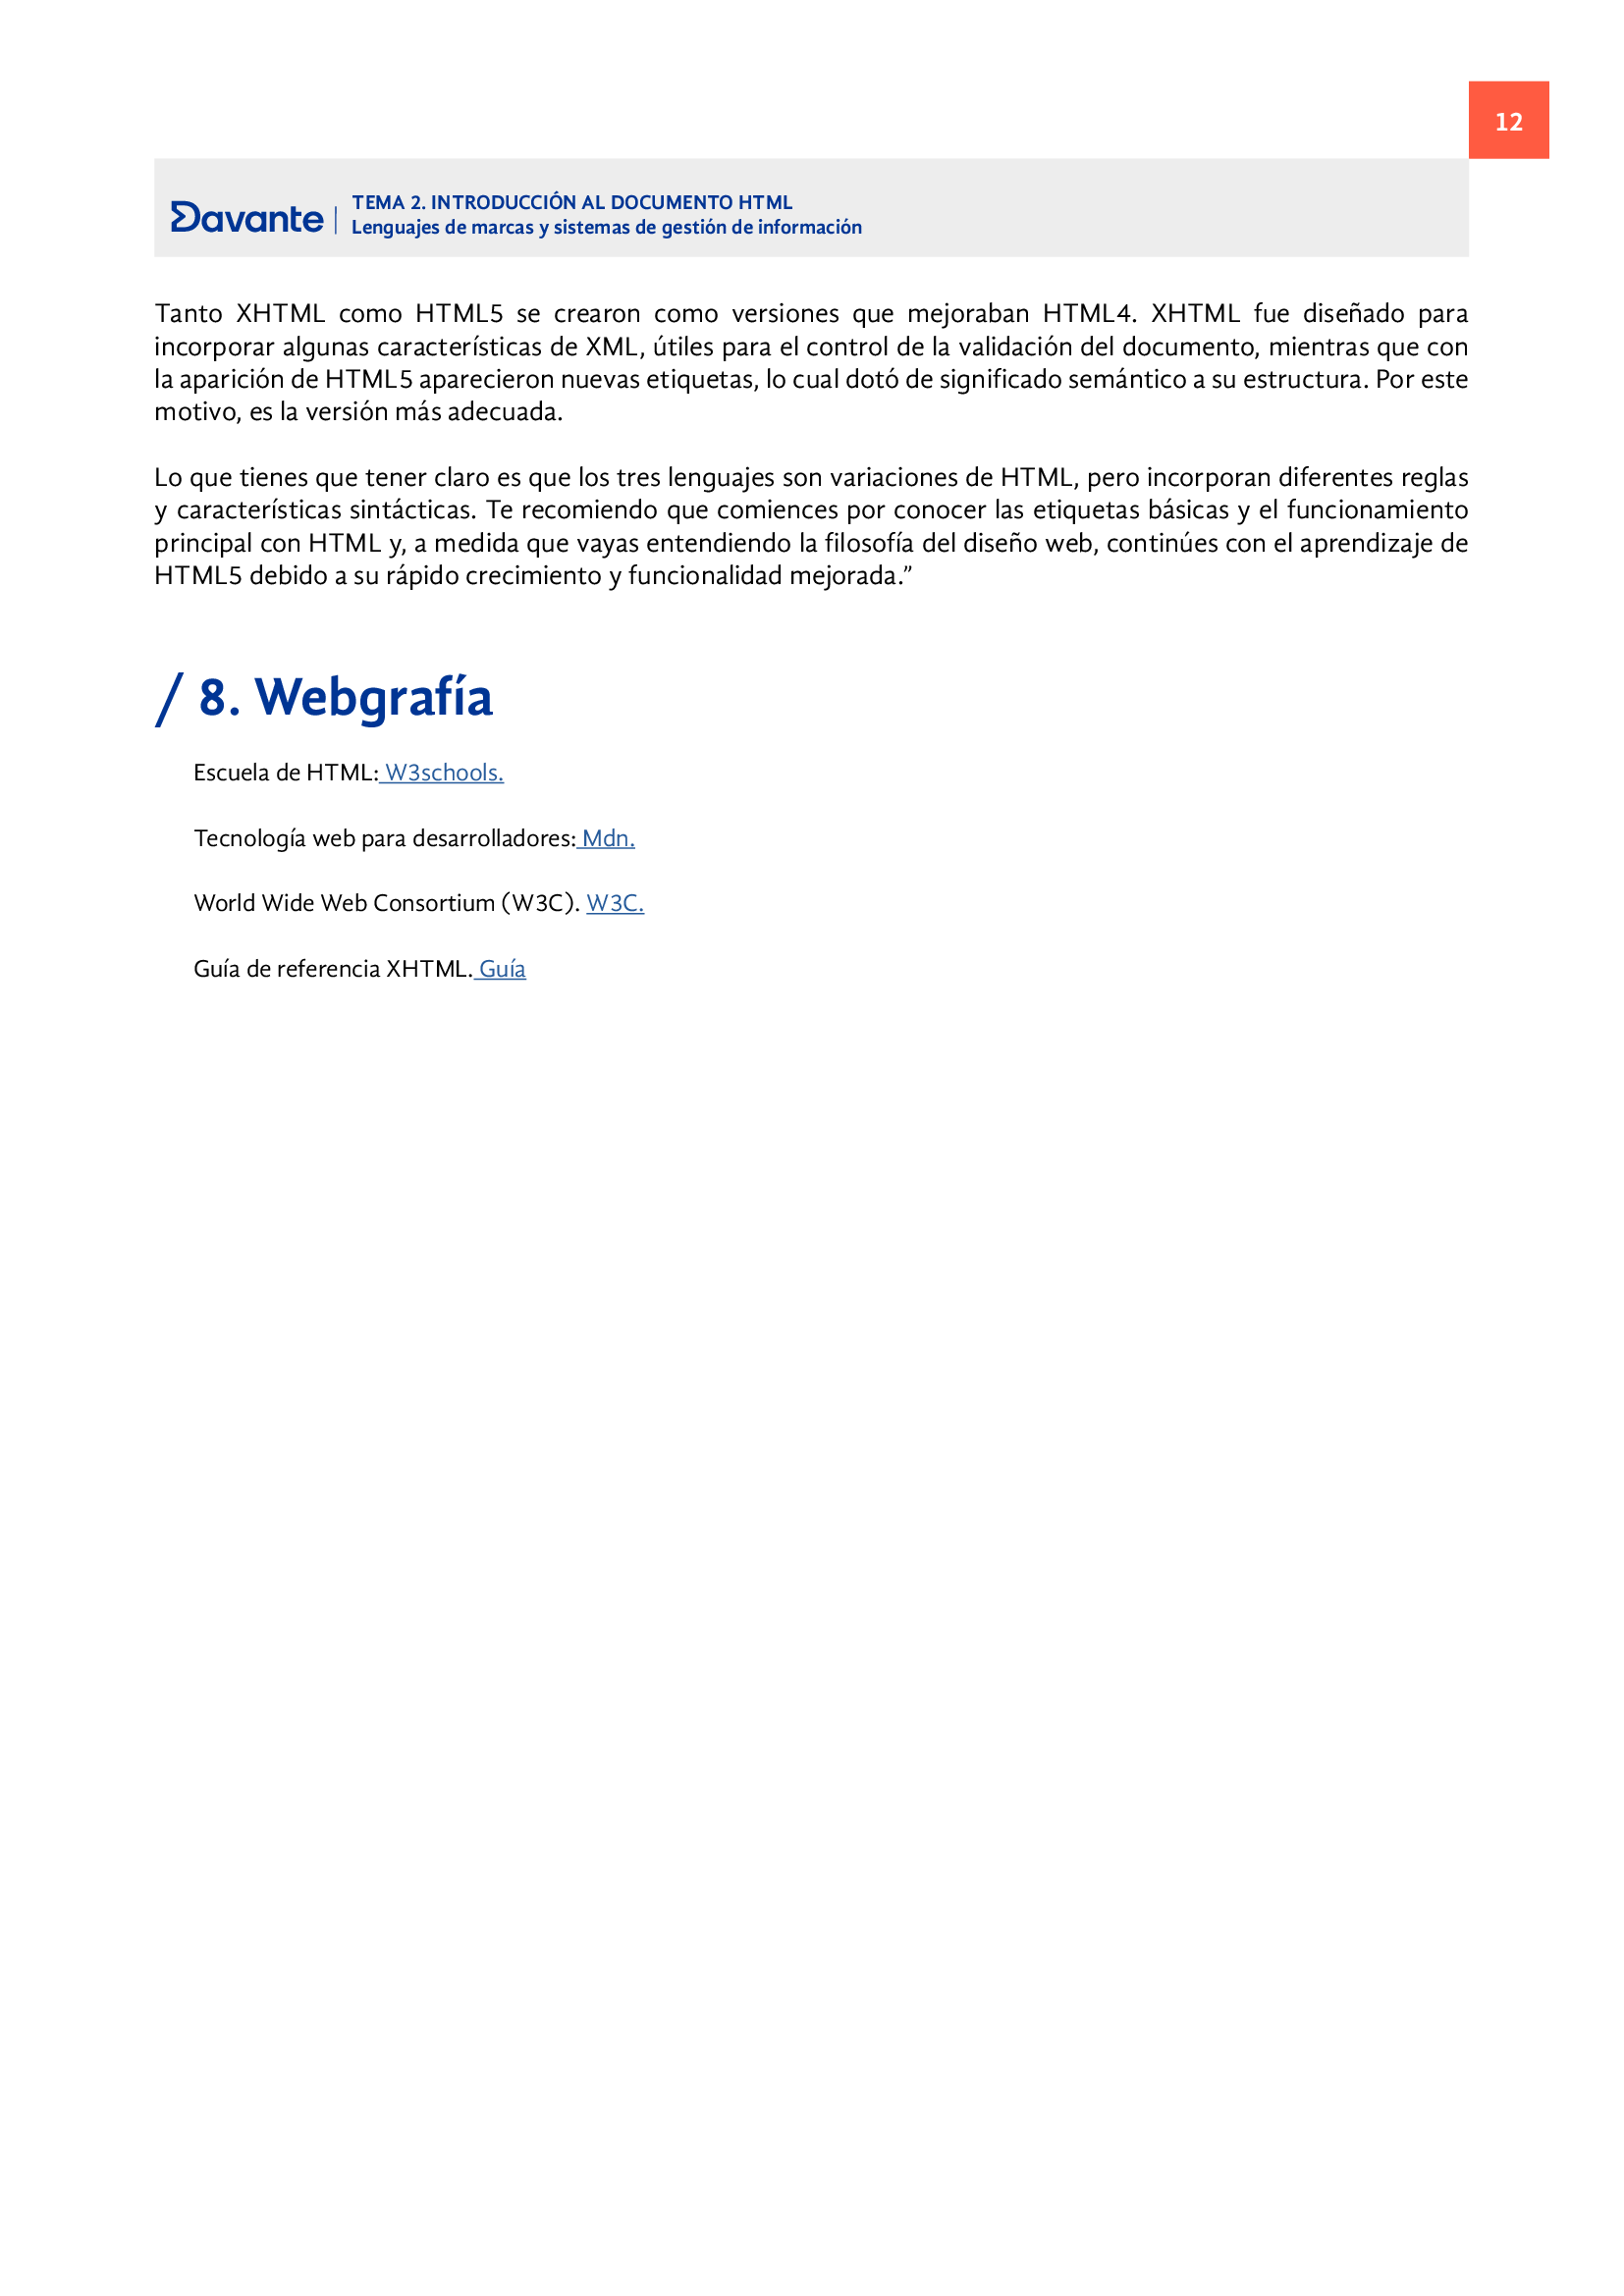 12
Davante
TEMA 2. INTRODUCCIÓN AL DOCUMENTO HTML
Lenguajes de marcas y sistemas de gestión de información
Tanto XHTML como HTML5 se crearon como versiones que mejoraban HTML4. XHTML fue diseñado para
incorporar algunas características de XML, útiles para el control de la validación del documento, mientras que con
la aparición de HTML5 aparecieron nuevas etiquetas, lo cual dotó de significado semántico a su estructura. Por este
motivo, es la versión más adecuada.
Lo que tienes que tener claro es que los tres lenguajes son variaciones de HTML, pero incorporan diferentes reglas
y características sintácticas. Te recomiendo que comiences por conocer las etiquetas básicas y el funcionamiento
principal con HTML y, a medida que vayas entendiendo la filosofía del diseño web, continúes con el aprendizaje de
HTML5 debido a su rápido crecimiento y funcionalidad mejorada.”
/ 8. Webgrafía
Escuela de HTML: W3schools.
Tecnología web para desarrolladores: Mdn.
World Wide Web Consortium (W3C). W3C.
Guía de referencia XHTML. Guía